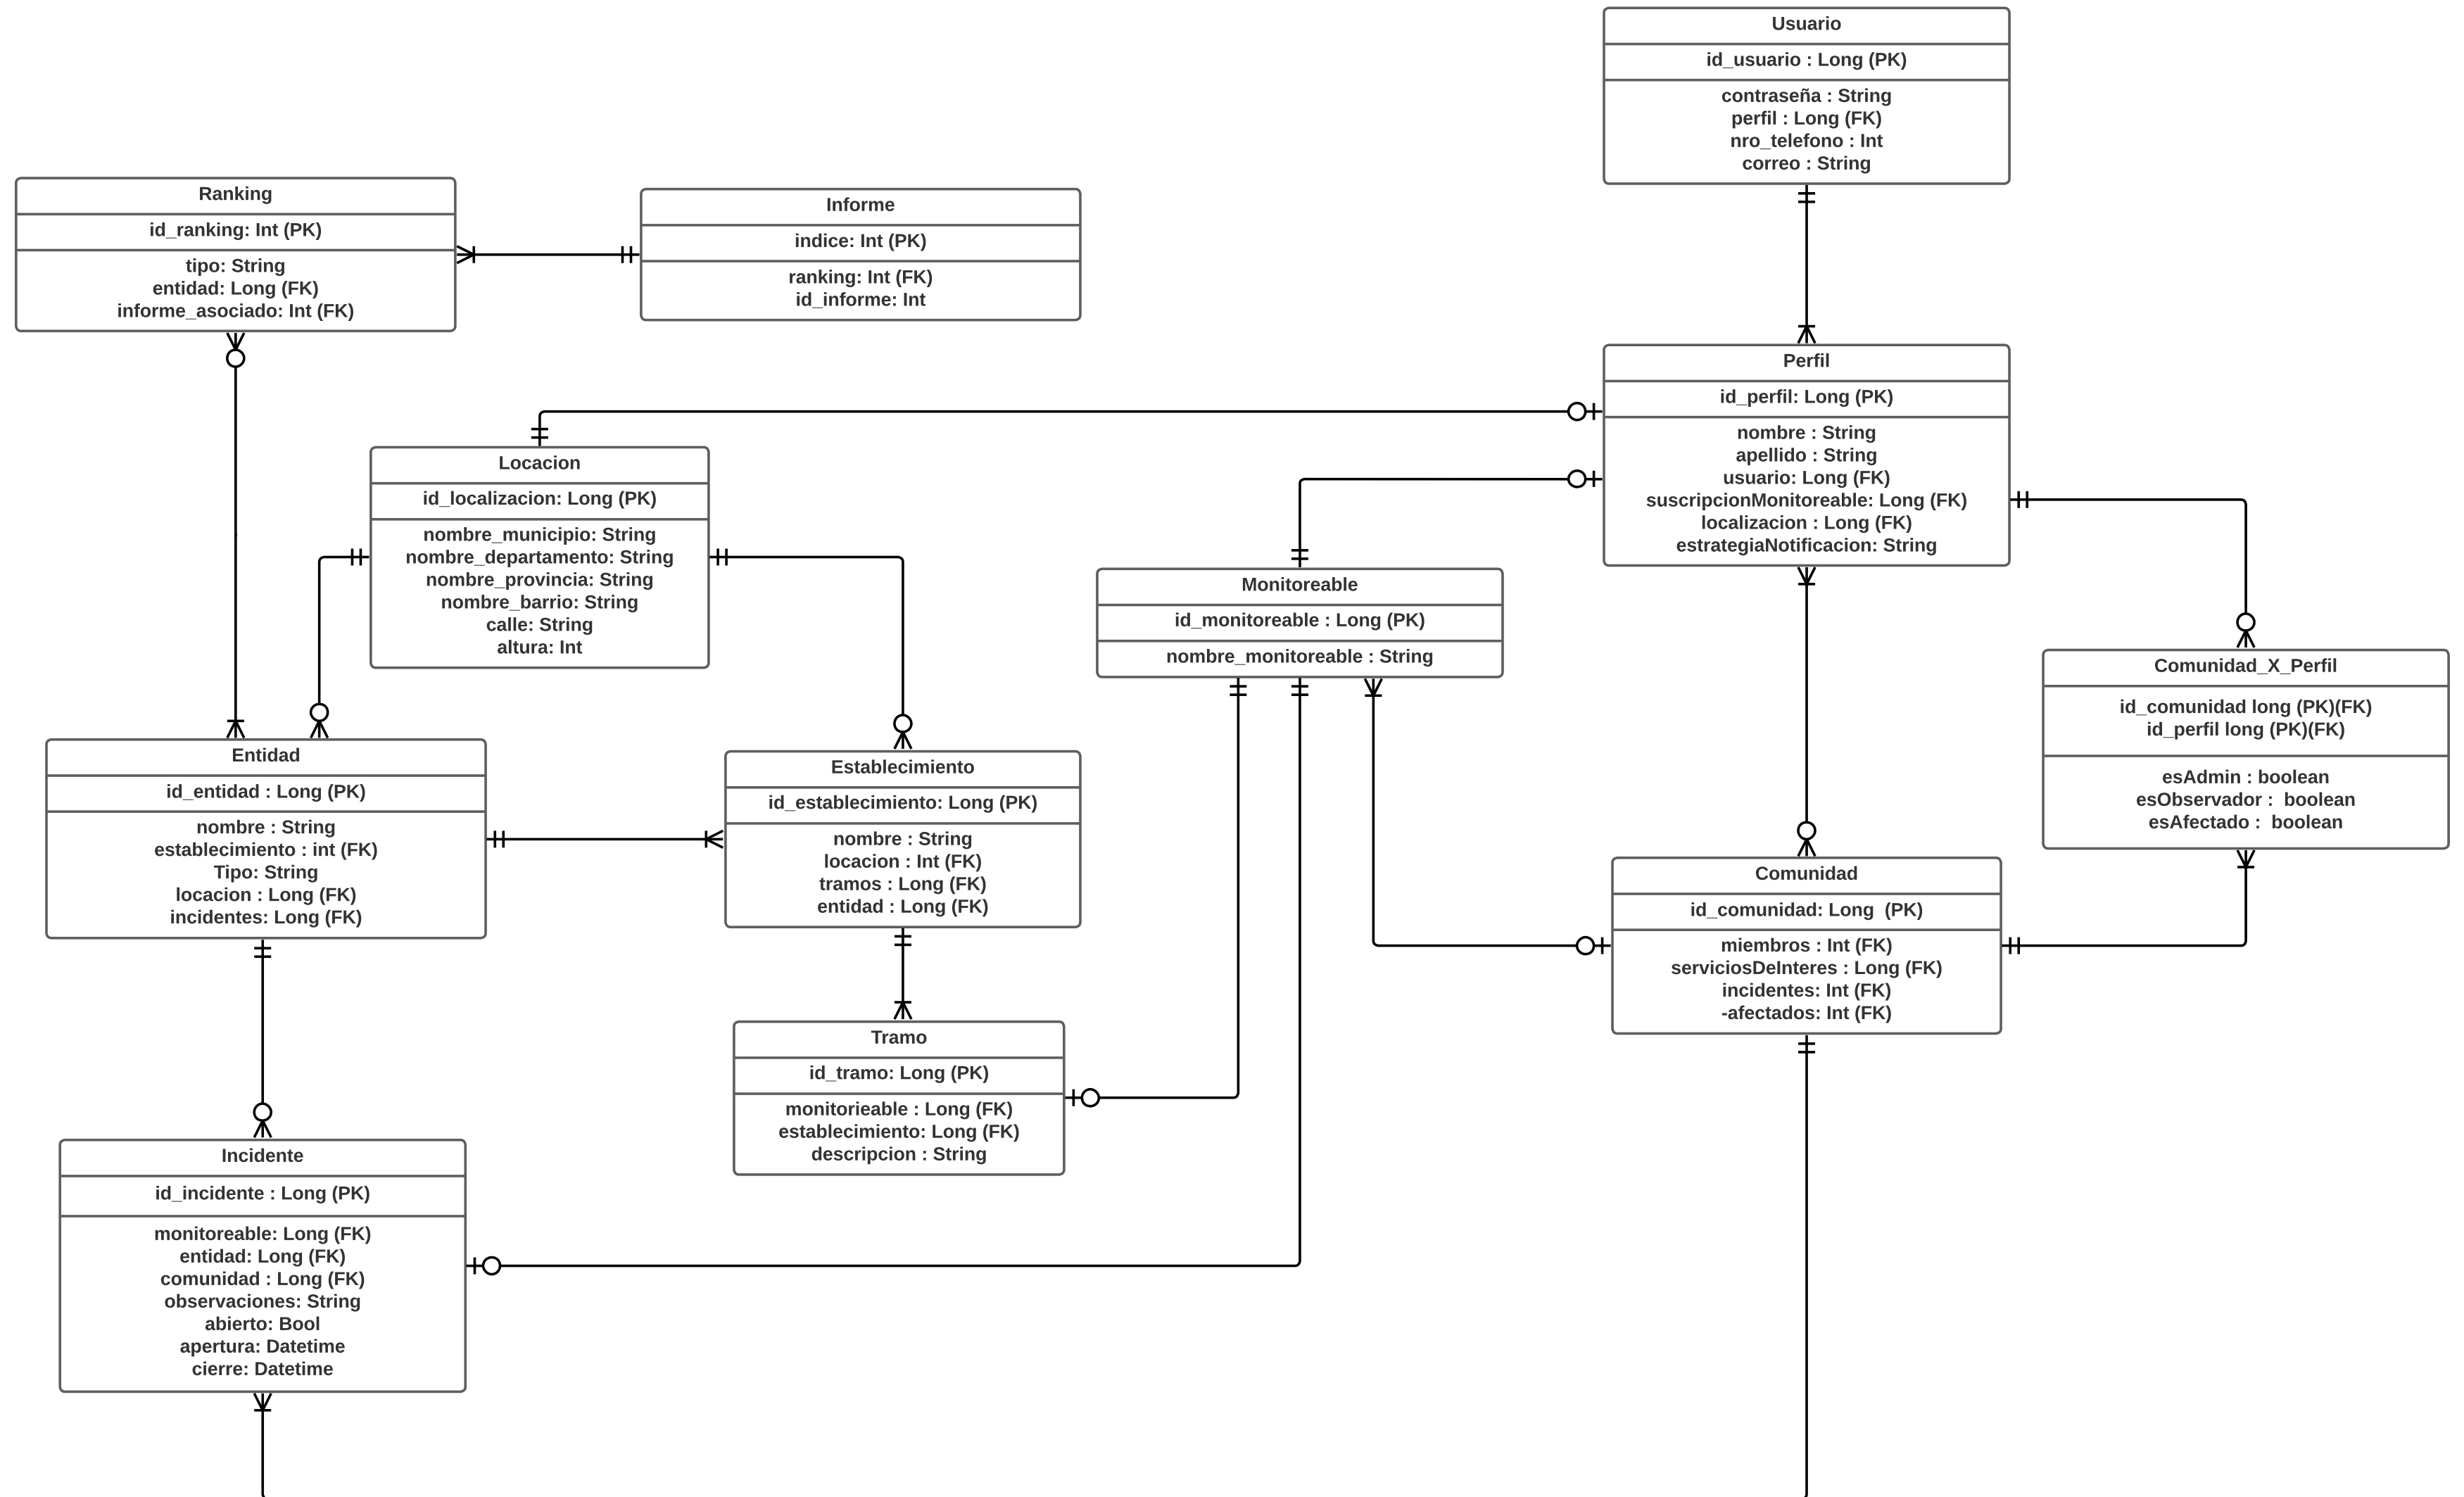 Usuario
id_usuario : Long (PK)
contraseña : String
perfil : Long (FK)
nro_telefono : Int
correo : String
Ranking
id_ranking: Int (PK)
tipo: String
entidad: Long (FK)
informe_asociado: Int (FK)
Informe
indice: Int (PK)
ranking: Int (FK)
id_informe: Int
Perfil
id_perfil: Long (PK)
nombre : String
apellido : String
usuario: Long (FK)
suscripcionMonitoreable: Long (FK)
localizacion : Long (FK)
estrategiaNotificacion: String
Locacion
id_localizacion: Long (PK)
nombre_municipio: String
nombre_departamento: String
nombre_provincia: String
nombre_barrio: String
calle: String
altura: Int
Monitoreable
id_monitoreable : Long (PK)
nombre_monitoreable : String
Comunidad_X_Perfil
id_comunidad long (PK)(FK)
id_perfil long (PK)(FK)
esAdmin : boolean
esObservador :  boolean
esAfectado :  boolean
Entidad
id_entidad : Long (PK)
nombre : String
establecimiento : int (FK)
Tipo: String
locacion : Long (FK)
incidentes: Long (FK)
Establecimiento
id_establecimiento: Long (PK)
nombre : String
locacion : Int (FK)
tramos : Long (FK)
entidad : Long (FK)
Comunidad
id_comunidad: Long  (PK)
miembros : Int (FK)
serviciosDeInteres : Long (FK)
incidentes: Int (FK)
-afectados: Int (FK)
Tramo
id_tramo: Long (PK)
monitorieable : Long (FK)
establecimiento: Long (FK)
descripcion : String
Incidente
id_incidente : Long (PK)
monitoreable: Long (FK)
entidad: Long (FK)
comunidad : Long (FK)
observaciones: String
abierto: Bool
apertura: Datetime
cierre: Datetime